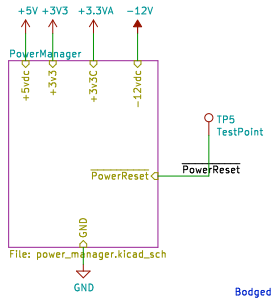 +5V +3V3 +3.3VA -12V
PowerManager
+5vdc +3v3 +3v3C -12vdc
TP5
TestPoint
PowerReset
PowerReset
GND
File: power_manager.kicad_sch
GND
Bodged